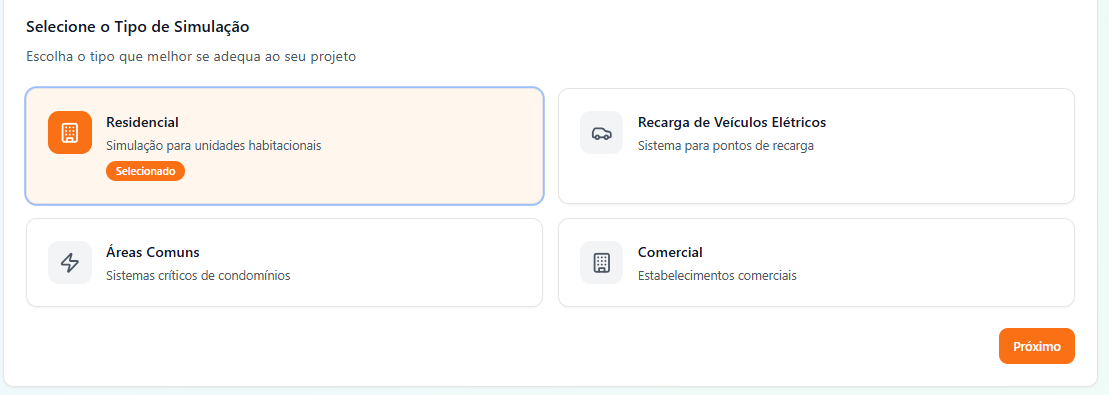 Selecione o Tipo de Simulação
Escolha o tipo que melhor se adequa ao seu projeto
Residencial
Simulação para unidades habitacionais
Selecionado
Recarga de Veículos Elétricos
Sistema para pontos de recarga
Áreas Comuns
Sistemas críticos de condomínios
Comercial
Estabelecimentos comerciais
Próximo